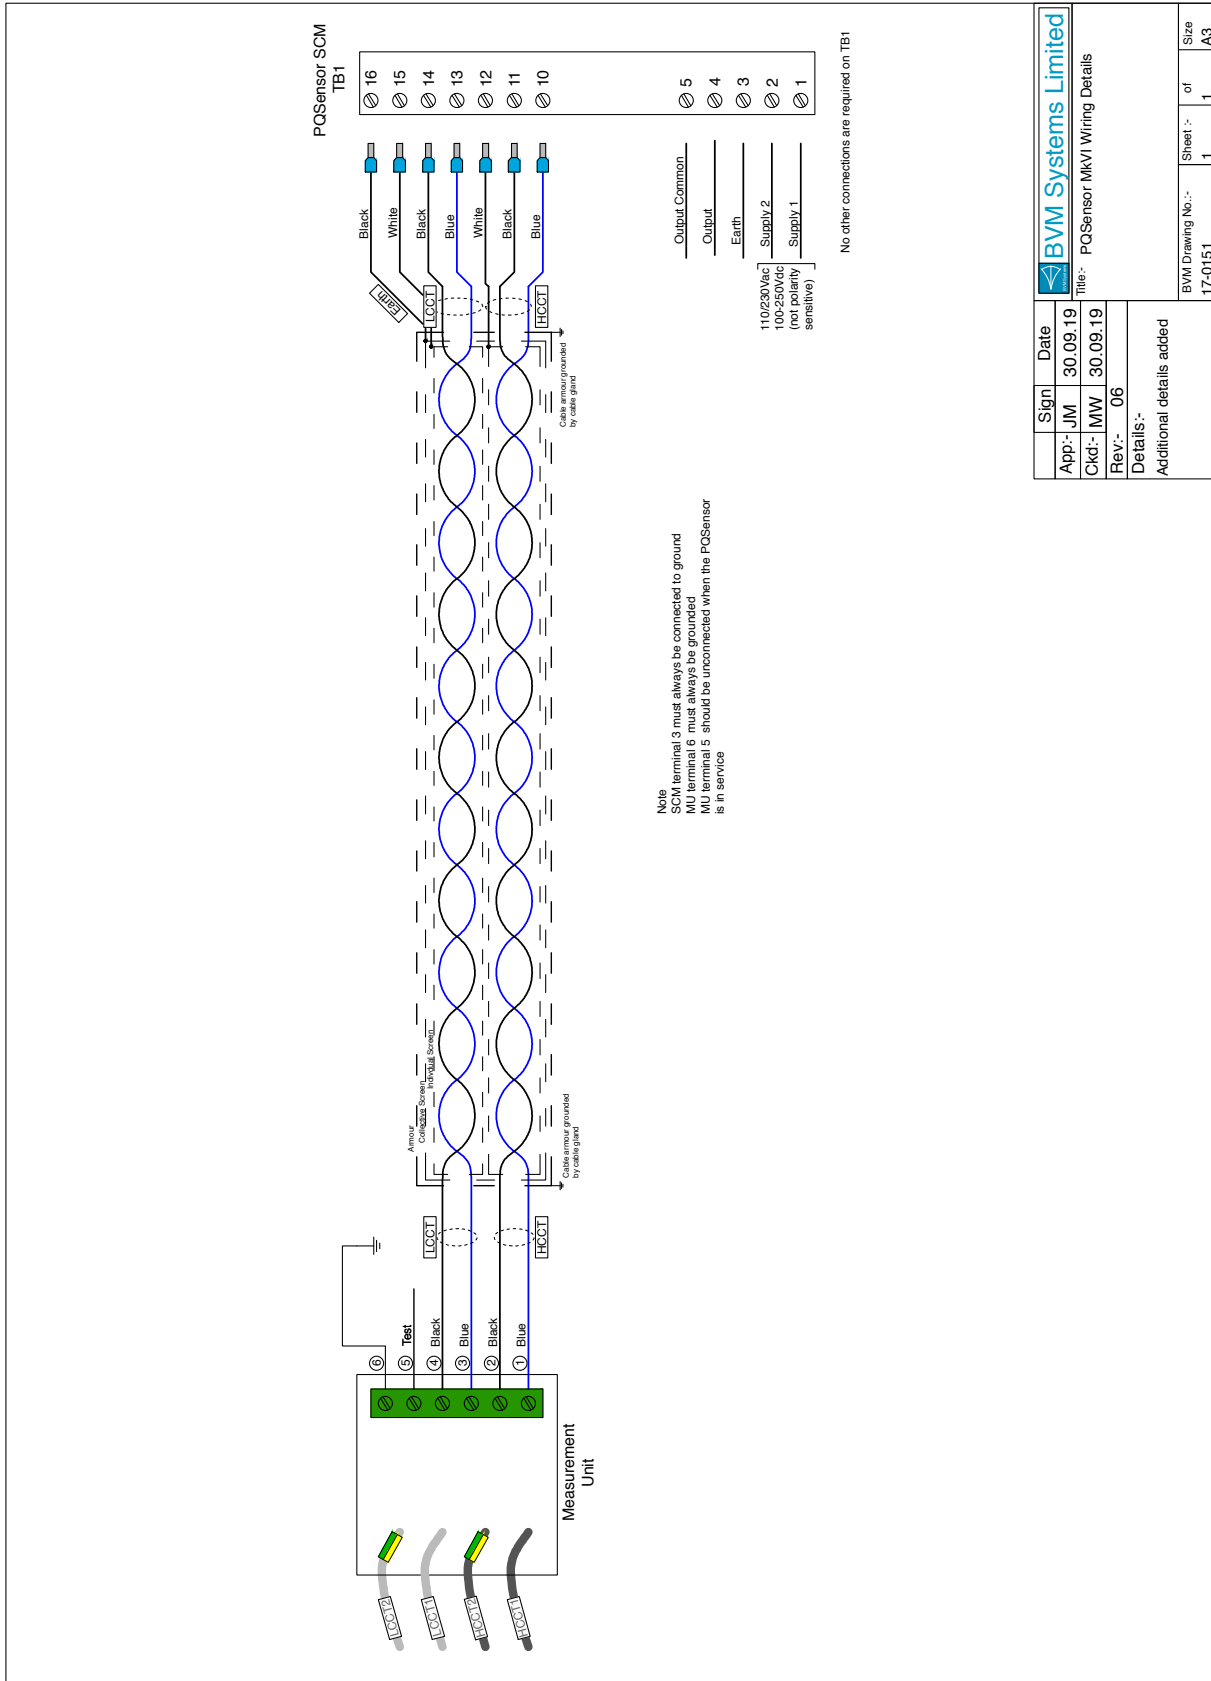 PQSensor SCM
TB1
16
15
14
13
12
11
10
5
4
3
2
1
Black
White
Black
Blue
White
Black
Blue
Earth
LCCT
HCCT
Output Common
Output
Earth
Supply 2
Supply 1
110/230Vac
100-250Vdc
(not polarity
sensitive)
No other connections are required on TB1
Cable armour grounded
by cable gland
Armour
Collective Screen
Individual Screen
Cable armour grounded
by cable gland
LCCT
HCCT
6
5
4
3
2
1
Test
Black
Blue
Black
Blue
Measurement
Unit
LCCT2
LCCT1
HCCT2
HCCT1
Note
SCM terminal 3 must always be connected to ground
MU terminal 6 must always be grounded
MU terminal 5 should be unconnected when the PQSensor
is in service
Sign Date
App:- JM 30.09.19
Ckd:- MW 30.09.19
Rev:- 06
Details:-
Additional details added
BVM Systems Limited
Title:- PQSensor MkVI Wiring Details
BVM Drawing No.:- Sheet :- of Size
17-0151 1 1 A3